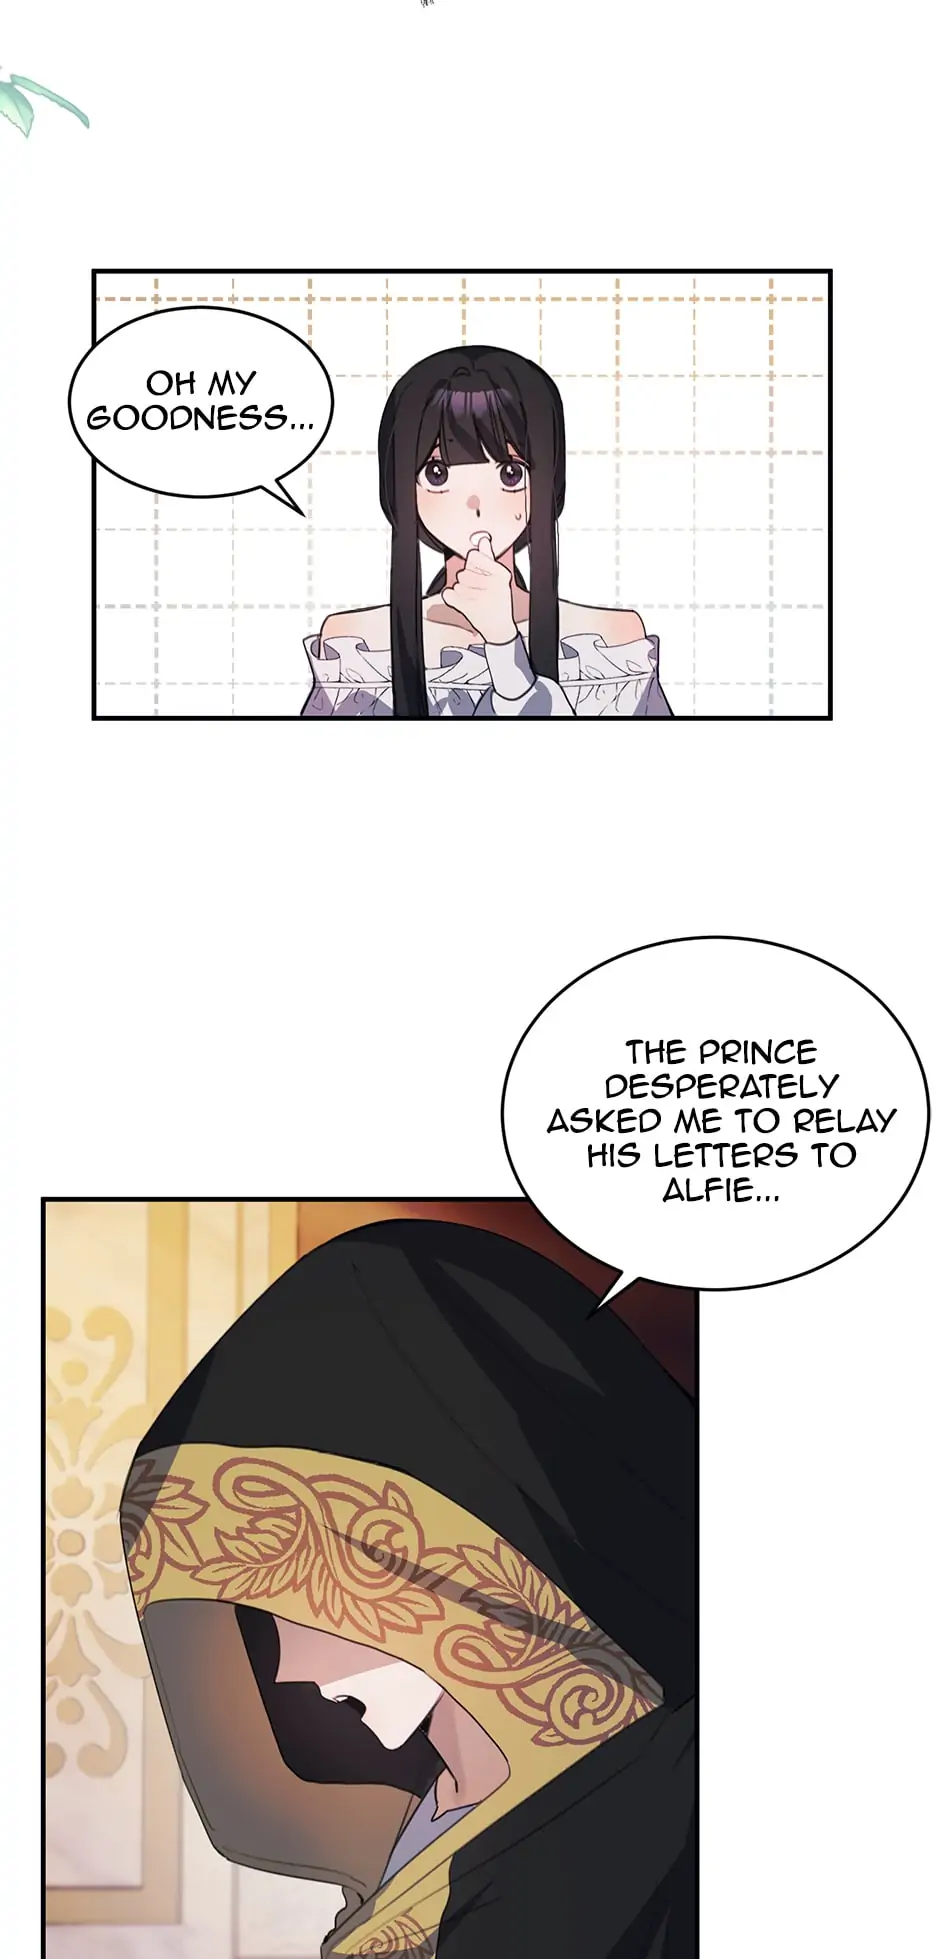 OH MY
GOODNESS...
THE PRINCE
DESPERATELY
ASKED ME TO RELAY
HIS LETTERS TO
ALFIE...